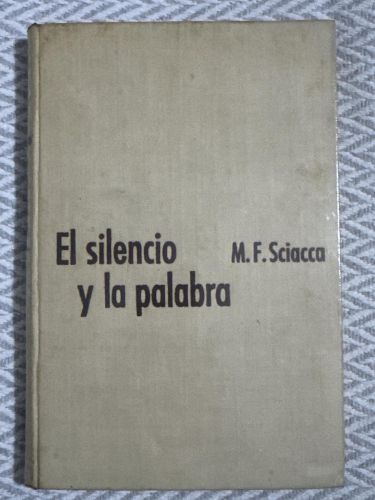 El silencio
y la palabra
M. F. Sciacca